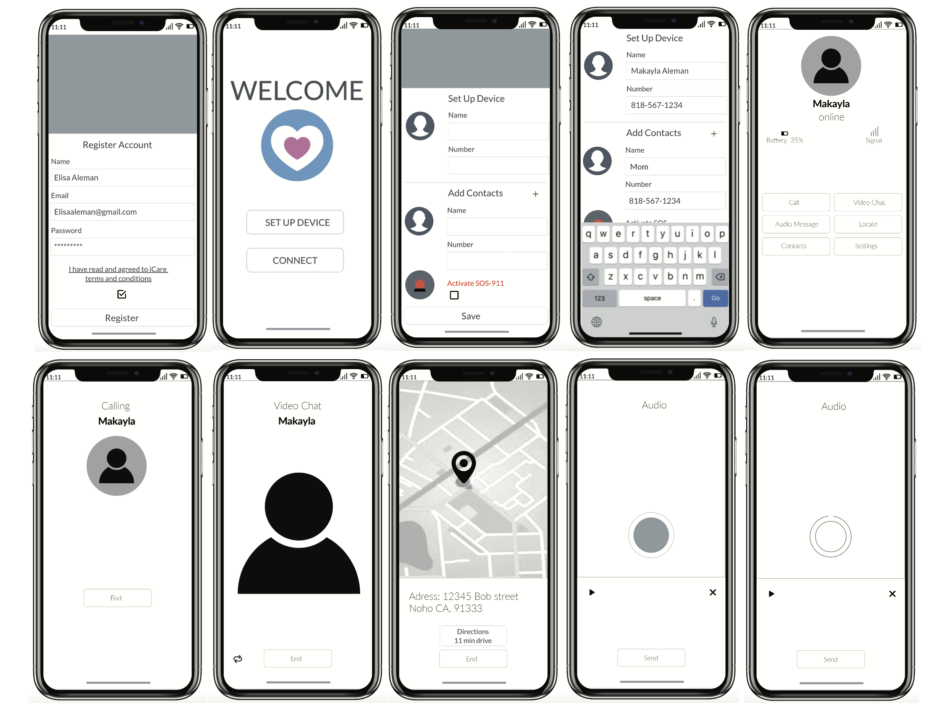 11:11
Register Account
Name
Elisa Aleman
Email
Elisaaleman@gmail.com
Password
*********
I have read and agreed to iCare
terms and conditions
Register
11:11
WELCOME
SET UP DEVICE
CONNECT
11:11
Set Up Device
Name
Number
Add Contacts +
Name
Number
Activate SOS-911
Save
11:11
Set Up Device
Name
Makayla Aleman
Number
818-567-1234
Add Contacts +
Name
Mom
Number
818-567-1234
Activate SOS
q w e r t y u i o p
a s d f g h j k l
z x c v b n m
123 space . Go
11:11
Makayla
online
Battery 35% Signal
Call Video Chat
Audio Message Locale
Contacts Settings
11:11
Calling
Makayla
End
11:11
Video Chat
Makayla
End
11:11
Adress: 12345 Bob street
Noho CA, 91333
Directions
11 min drive
End
11:11
Audio
Send
11:11
Audio
Send